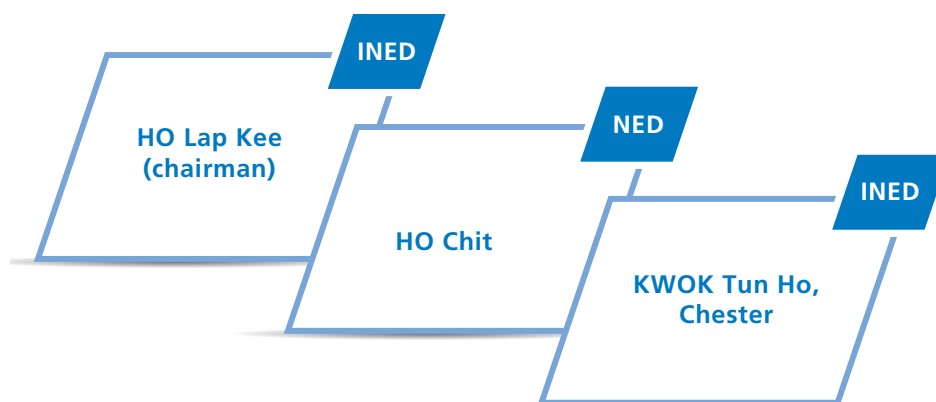 INED
HO Lap Kee
(chairman)
NED
HO Chit
INED
KWOK Tun Ho,
Chester